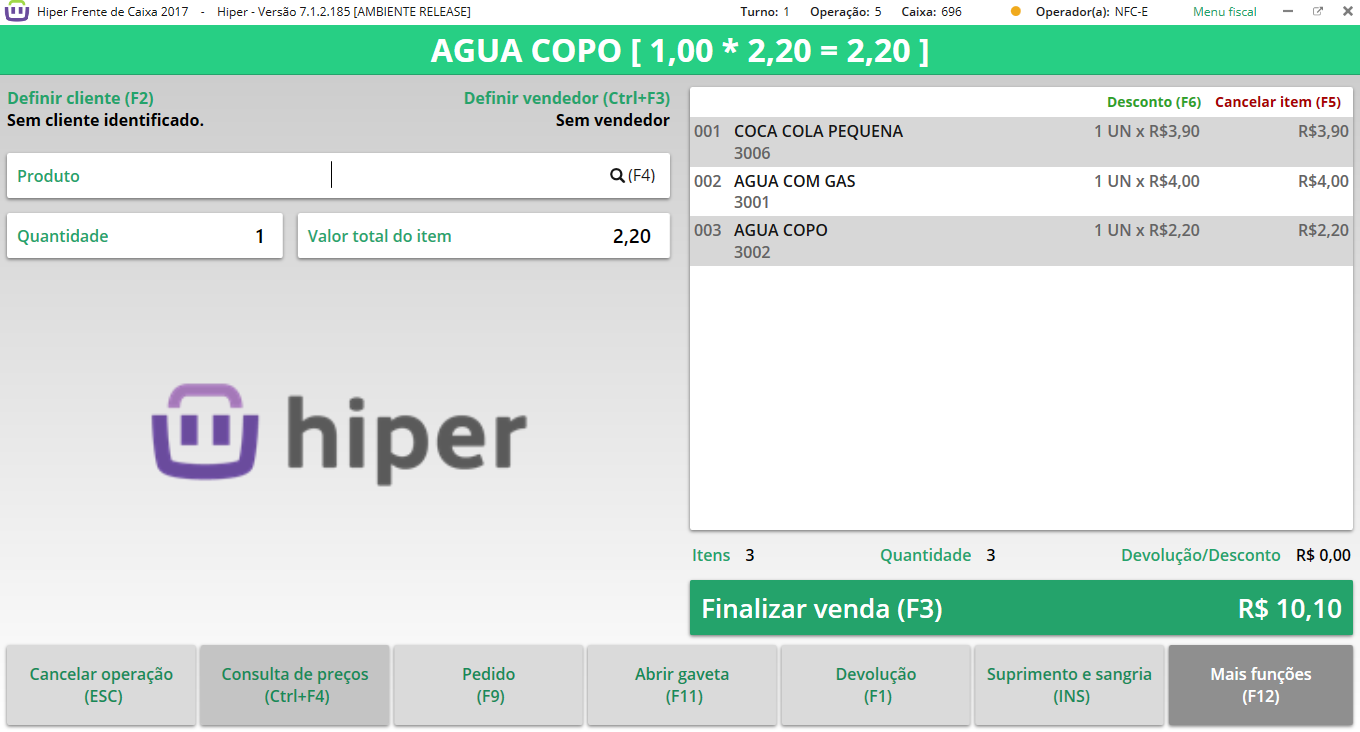 Hiper Frente de Caixa 2017 - Hiper - Versão 7.1.2.185 [AMBIENTE RELEASE] Turno: 1 Operação: 5 Caixa: 696 Operador(a): NFC-E Menu fiscal
AGUA COPO [ 1,00 * 2,20 = 2,20 ]
Definir cliente (F2) Definir vendedor (Ctrl+F3)
Sem cliente identificado. Sem vendedor
Produto (F4)
Quantidade 1 Valor total do item 2,20
hiper
Desconto (F6) Cancelar item (F5)
001 COCA COLA PEQUENA 1 UN x R$3,90 R$3,90
3006
002 AGUA COM GAS 1 UN x R$4,00 R$4,00
3001
003 AGUA COPO 1 UN x R$2,20 R$2,20
3002
Itens 3 Quantidade 3 Devolução/Desconto R$ 0,00
Finalizar venda (F3) R$ 10,10
Cancelar operação
(ESC)
Consulta de preços
(Ctrl+F4)
Pedido
(F9)
Abrir gaveta
(F11)
Devolução
(F1)
Suprimento e sangria
(INS)
Mais funções
(F12)